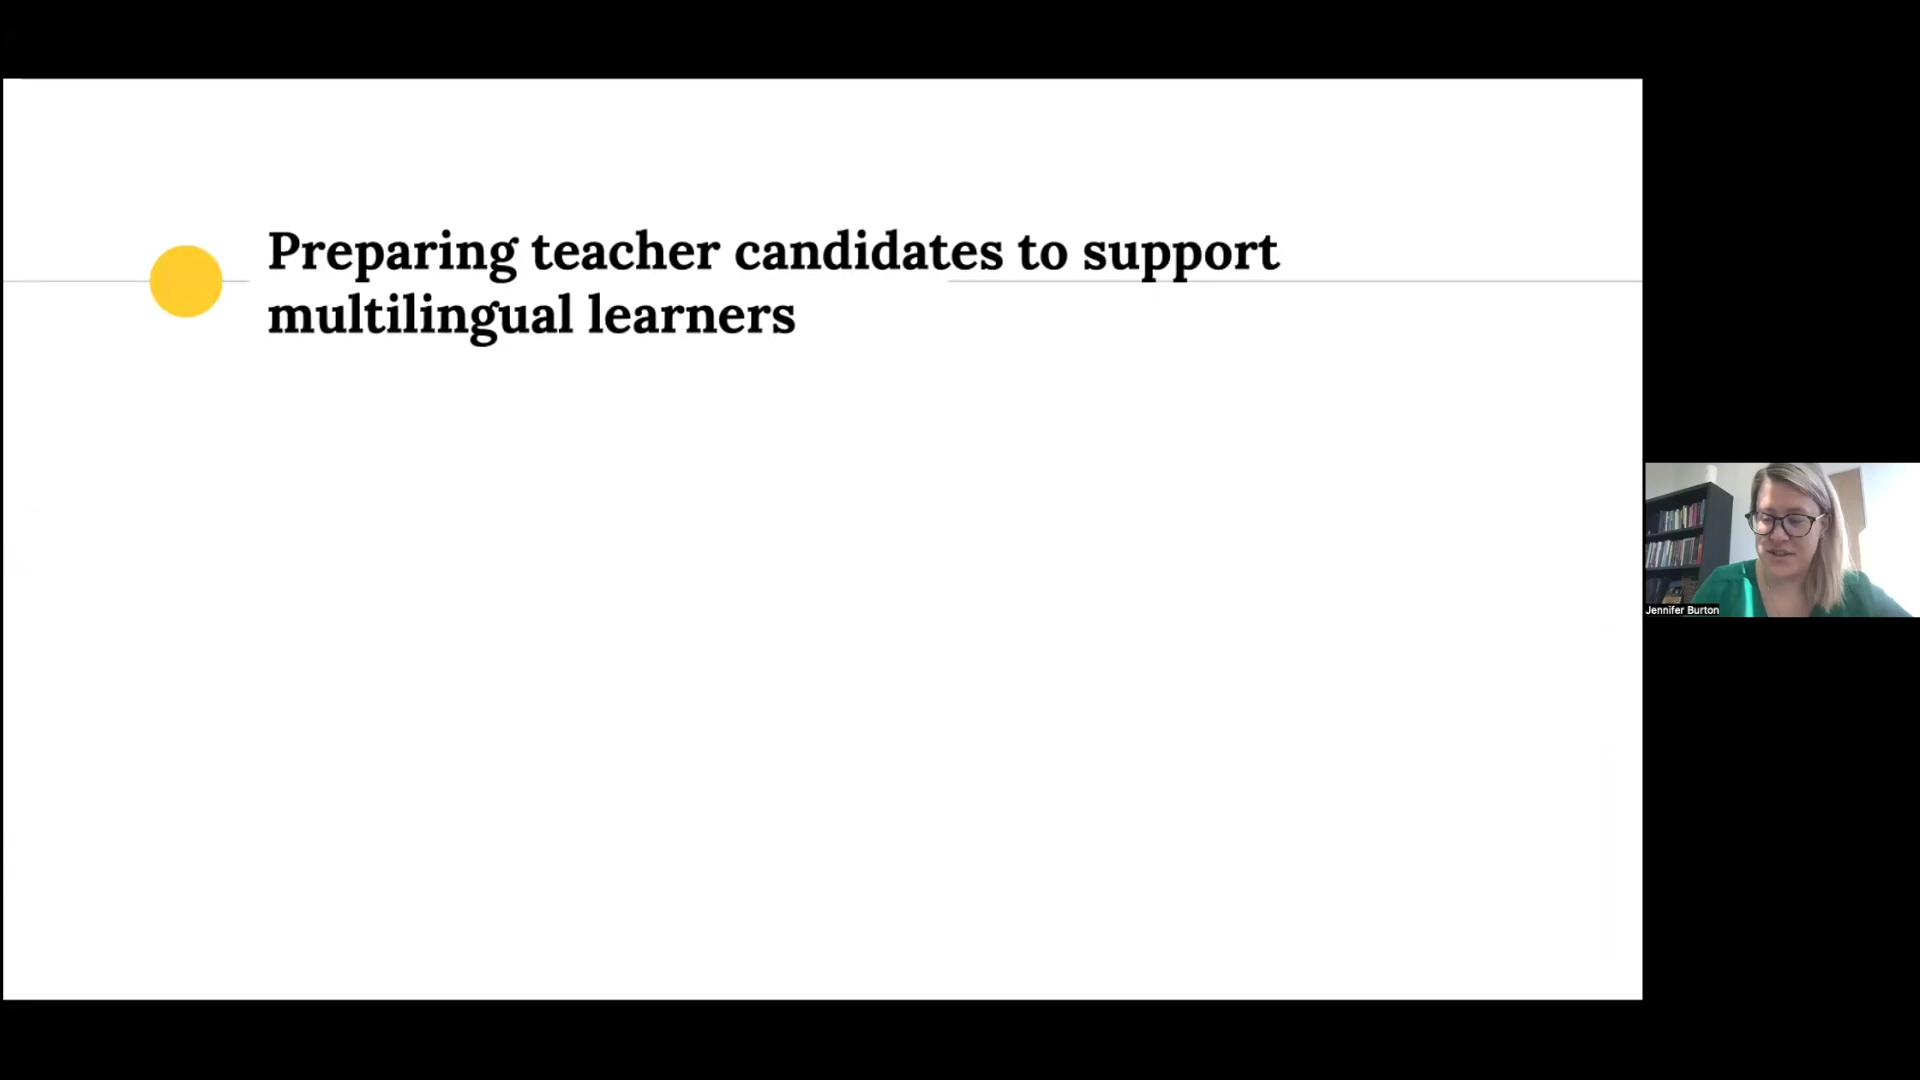 Preparing teacher candidates to support
multilingual learners
Jennifer Burton